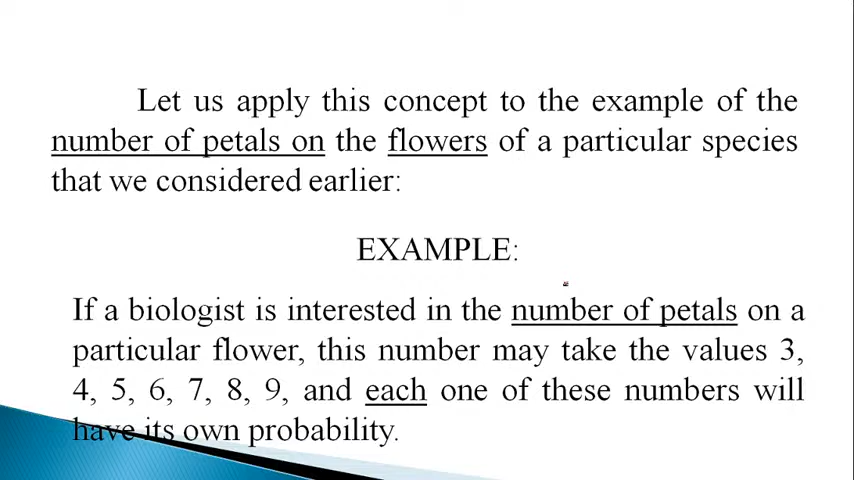 Let us apply this concept to the example of the
number of petals on the flowers of a particular species
that we considered earlier:
EXAMPLE:
If a biologist is interested in the number of petals on a
particular flower, this number may take the values 3,
4, 5, 6, 7, 8, 9, and each one of these numbers will
have its own probability.